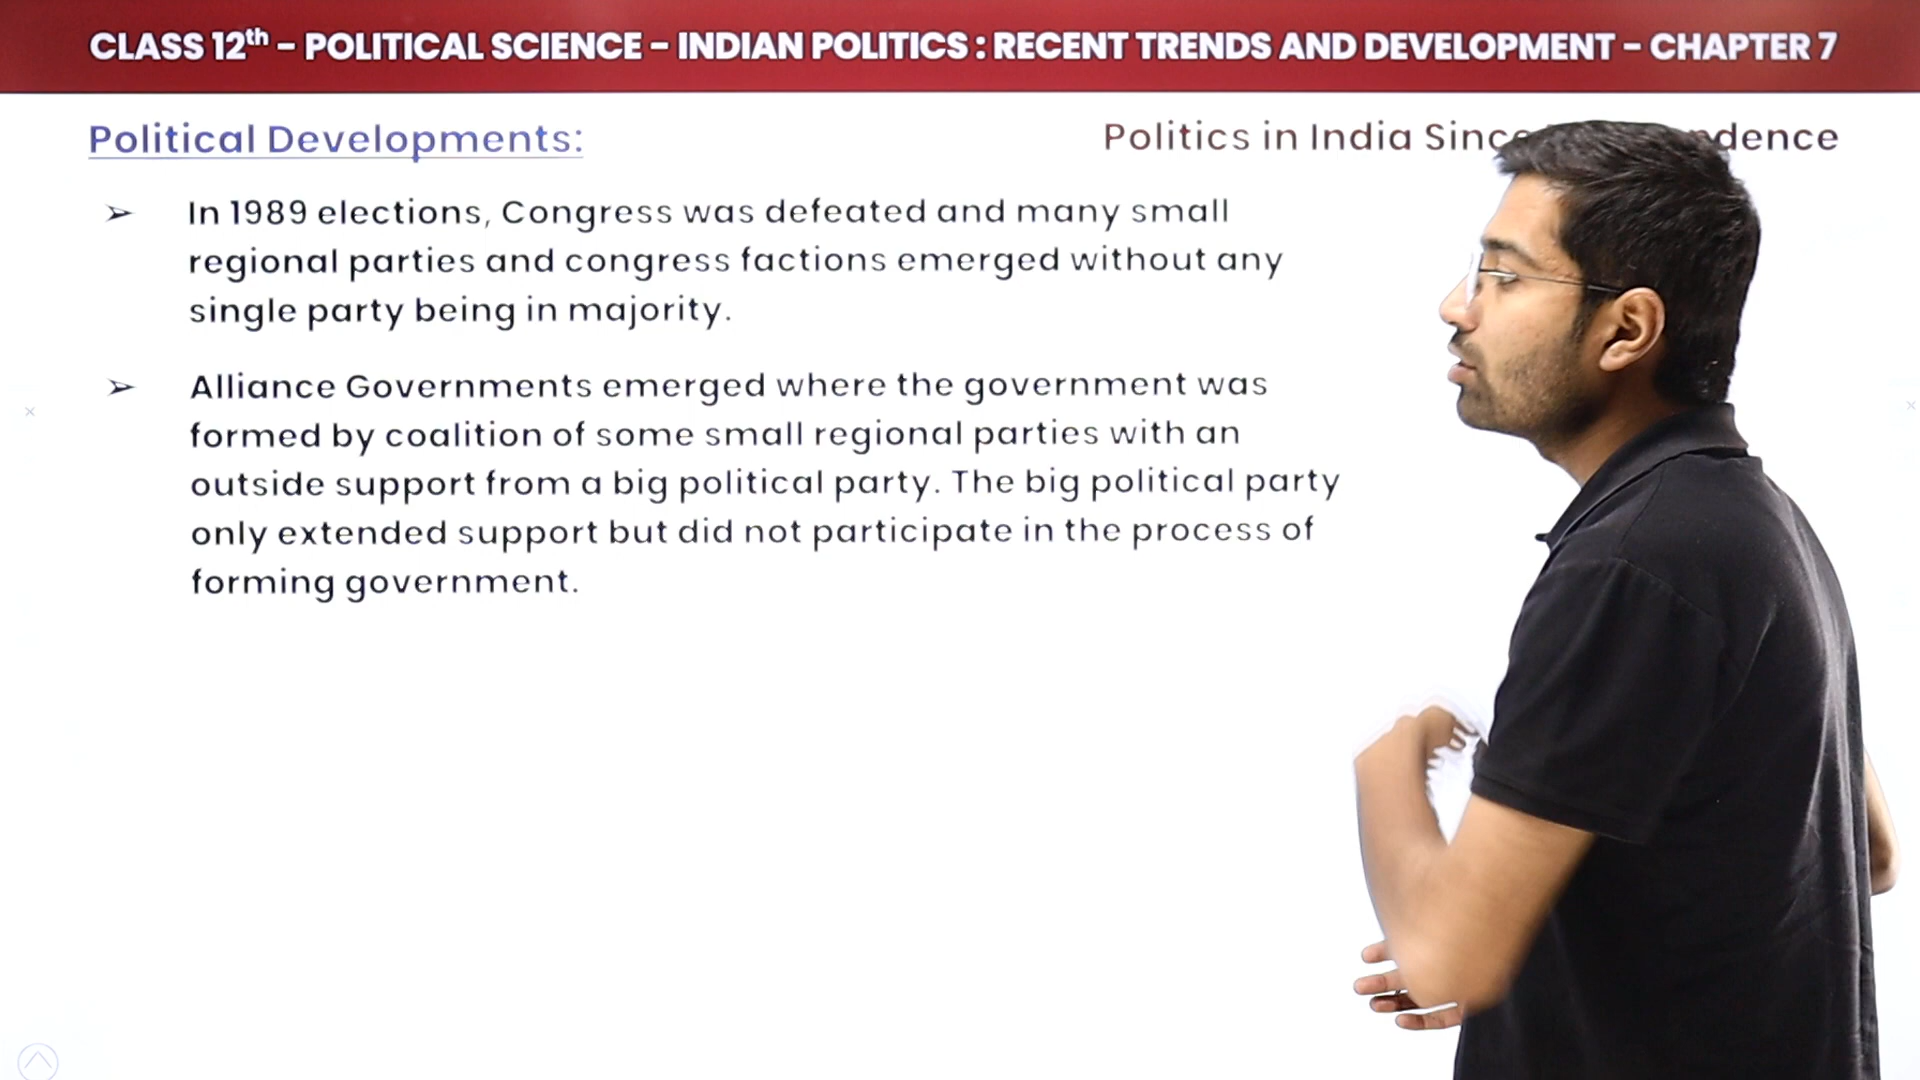 CLASS 12th – POLITICAL SCIENCE – INDIAN POLITICS : RECENT TRENDS AND DEVELOPMENT – CHAPTER 7
Political Developments:
Politics in India
➢ In 1989 elections, Congress was defeated and many small
regional parties and congress factions emerged without any
single party being in majority.
➢ Alliance Governments emerged where the government was
formed by coalition of some small regional parties with an
outside support from a big political party. The big political party
only extended support but did not participate in the process of
forming government.